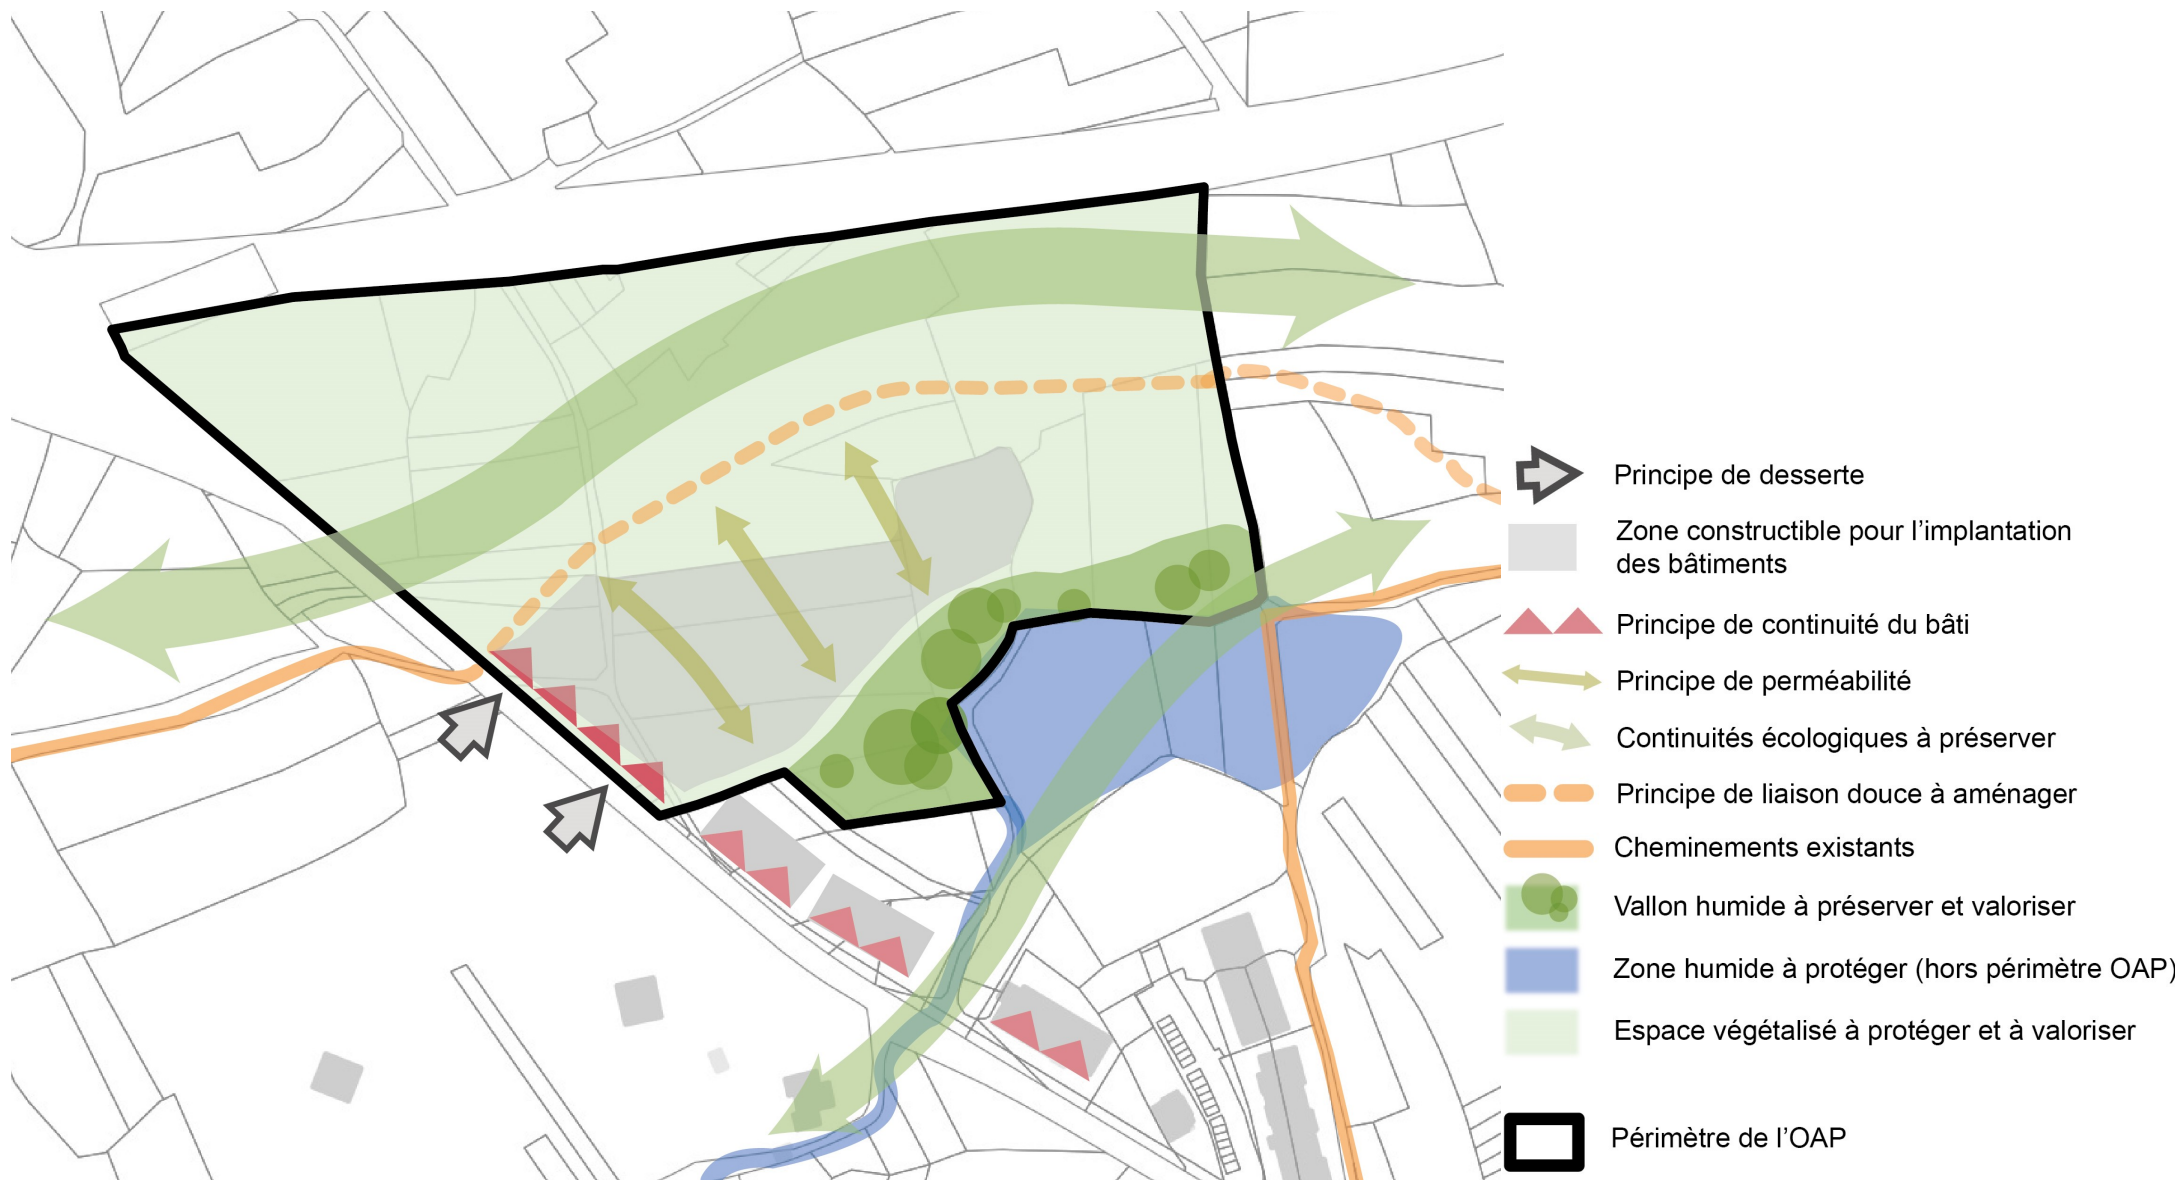 Principe de desserte
Zone constructible pour l’implantation
des bâtiments
Principe de continuité du bâti
Principe de perméabilité
Continuités écologiques à préserver
Principe de liaison douce à aménager
Cheminements existants
Vallon humide à préserver et valoriser
Zone humide à protéger (hors périmètre OAP)
Espace végétalisé à protéger et à valoriser
Périmètre de l’OAP